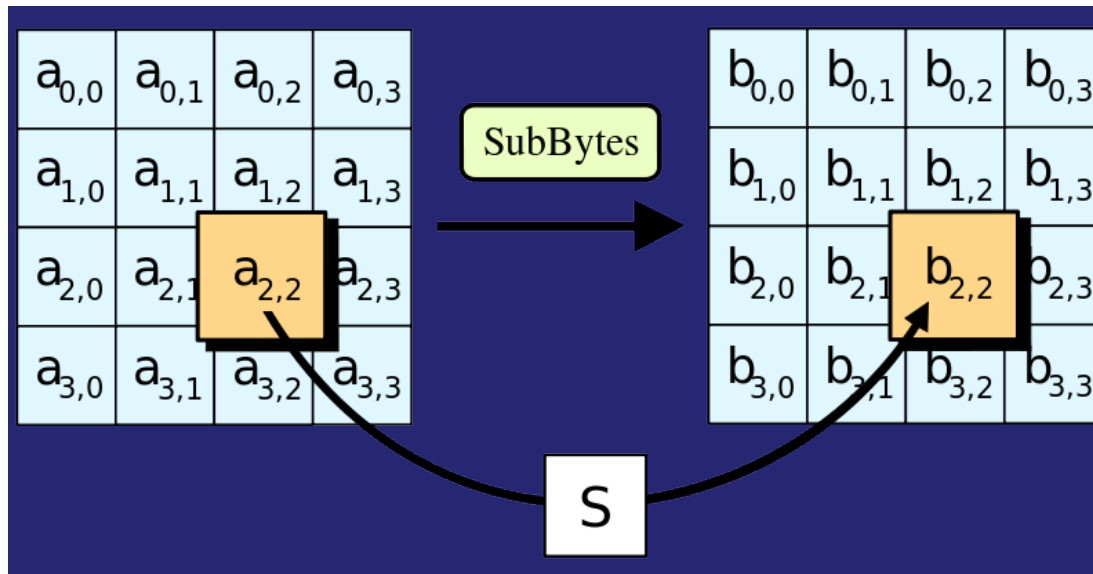 a0,0 a0,1 a0,2 a0,3 b0,0 b0,1 b0,2 b0,3
SubBytes
a1,0 a1,1 a1,2 a1,3 b1,0 b1,1 b1,2 b1,3
a2,0 a2,1 a2,2 a2,3 b2,0 b2,1 b2,2 b2,3
a3,0 a3,1 a3,2 a3,3 b3,0 b3,1 b3,2 b3,3
S